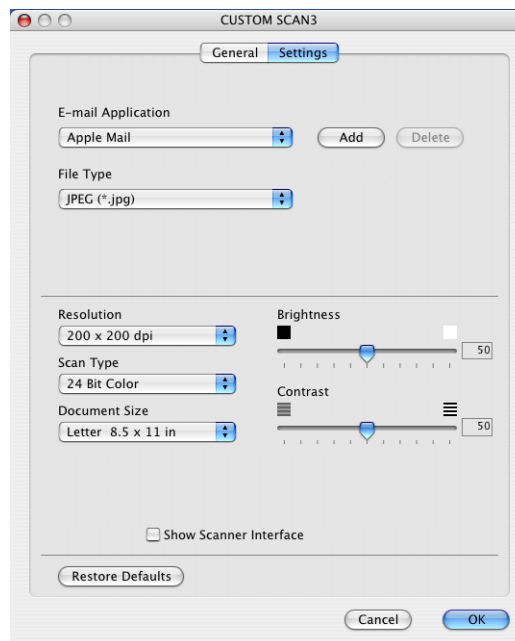 CUSTOM SCAN3
General Settings
E-mail Application
Apple Mail Add Delete
File Type
JPEG (*.jpg)
Resolution
200 x 200 dpi
Scan Type
24 Bit Color
Document Size
Letter 8.5 x 11 in
Brightness
50
Contrast
50
Show Scanner Interface
Restore Defaults
Cancel OK